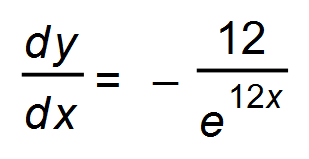 dy/dx = − 12/e^{12x}